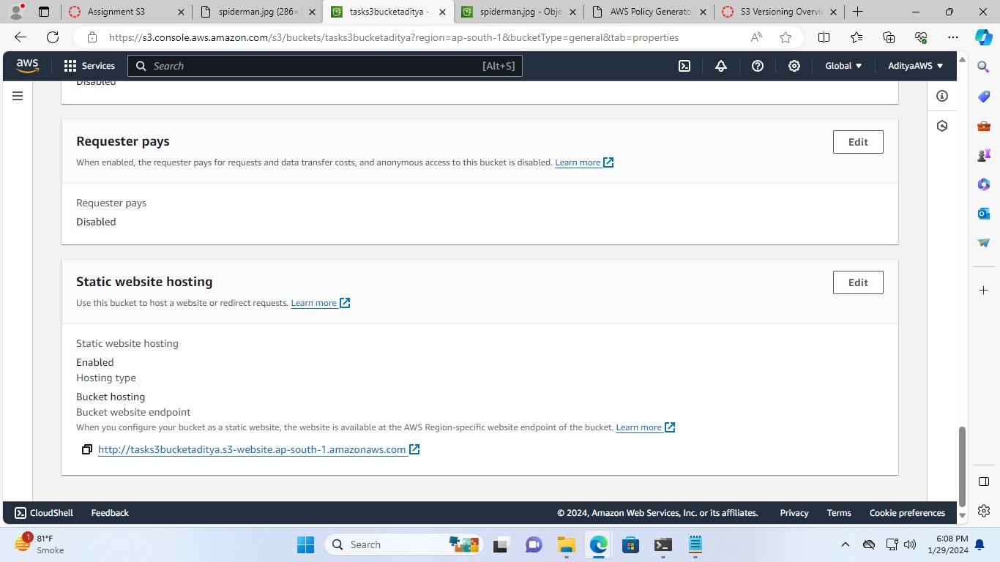 Assignment S3
spiderman.jpg (286×1
tasks3bucketaditya -
spiderman.jpg - Obje
AWS Policy Generato
S3 Versioning Overvie
https://s3.console.aws.amazon.com/s3/buckets/tasks3bucketaditya?region=ap-south-1&bucketType=general&tab=properties
aws
Services
Search
[Alt+S]
Global
AdityaAWS
Disabled
Requester pays
Edit
When enabled, the requester pays for requests and data transfer costs, and anonymous access to this bucket is disabled. Learn more
Requester pays
Disabled
Static website hosting
Edit
Use this bucket to host a website or redirect requests. Learn more
Static website hosting
Enabled
Hosting type
Bucket hosting
Bucket website endpoint
When you configure your bucket as a static website, the website is available at the AWS Region-specific website endpoint of the bucket. Learn more
http://tasks3bucketaditya.s3-website.ap-south-1.amazonaws.com
CloudShell
Feedback
© 2024, Amazon Web Services, Inc. or its affiliates.
Privacy
Terms
Cookie preferences
1
81°F
Smoke
Search
6:08 PM
1/29/2024